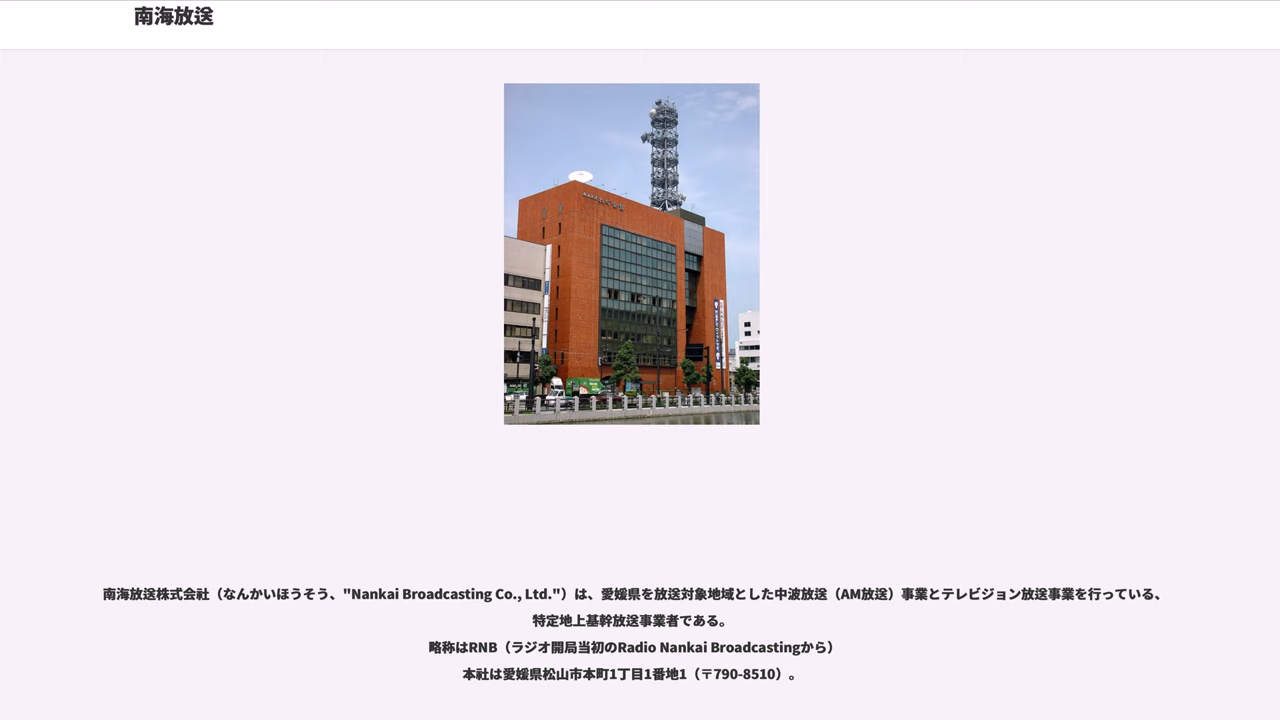 南海放送
南海放送株式会社（なんかいほうそう、"Nankai Broadcasting Co., Ltd."）は、愛媛県を放送対象地域とした中波放送（AM放送）事業とテレビジョン放送事業を行っている、
特定地上基幹放送事業者である。
略称はRNB（ラジオ開局当初のRadio Nankai Broadcastingから）
本社は愛媛県松山市本町1丁目1番地1（〒790-8510）。